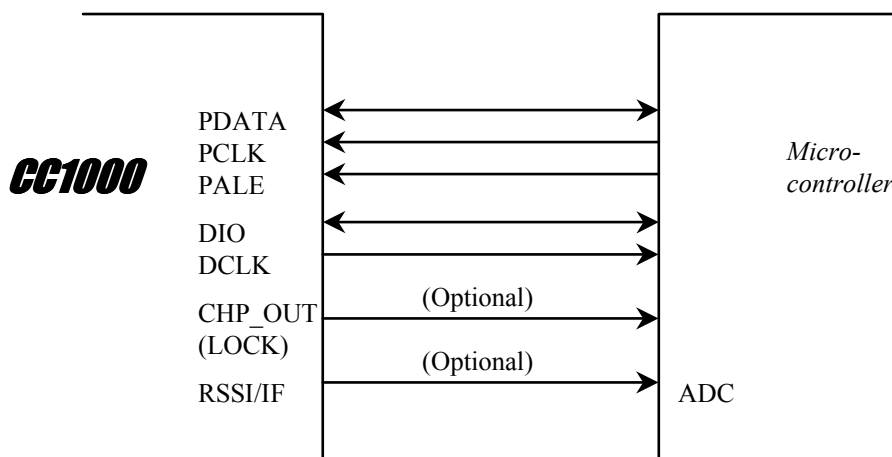 PDATA
PCLK
PALE
CC1000
Micro-
controller
DIO
DCLK
CHP_OUT
(LOCK)
(Optional)
(Optional)
RSSI/IF
ADC